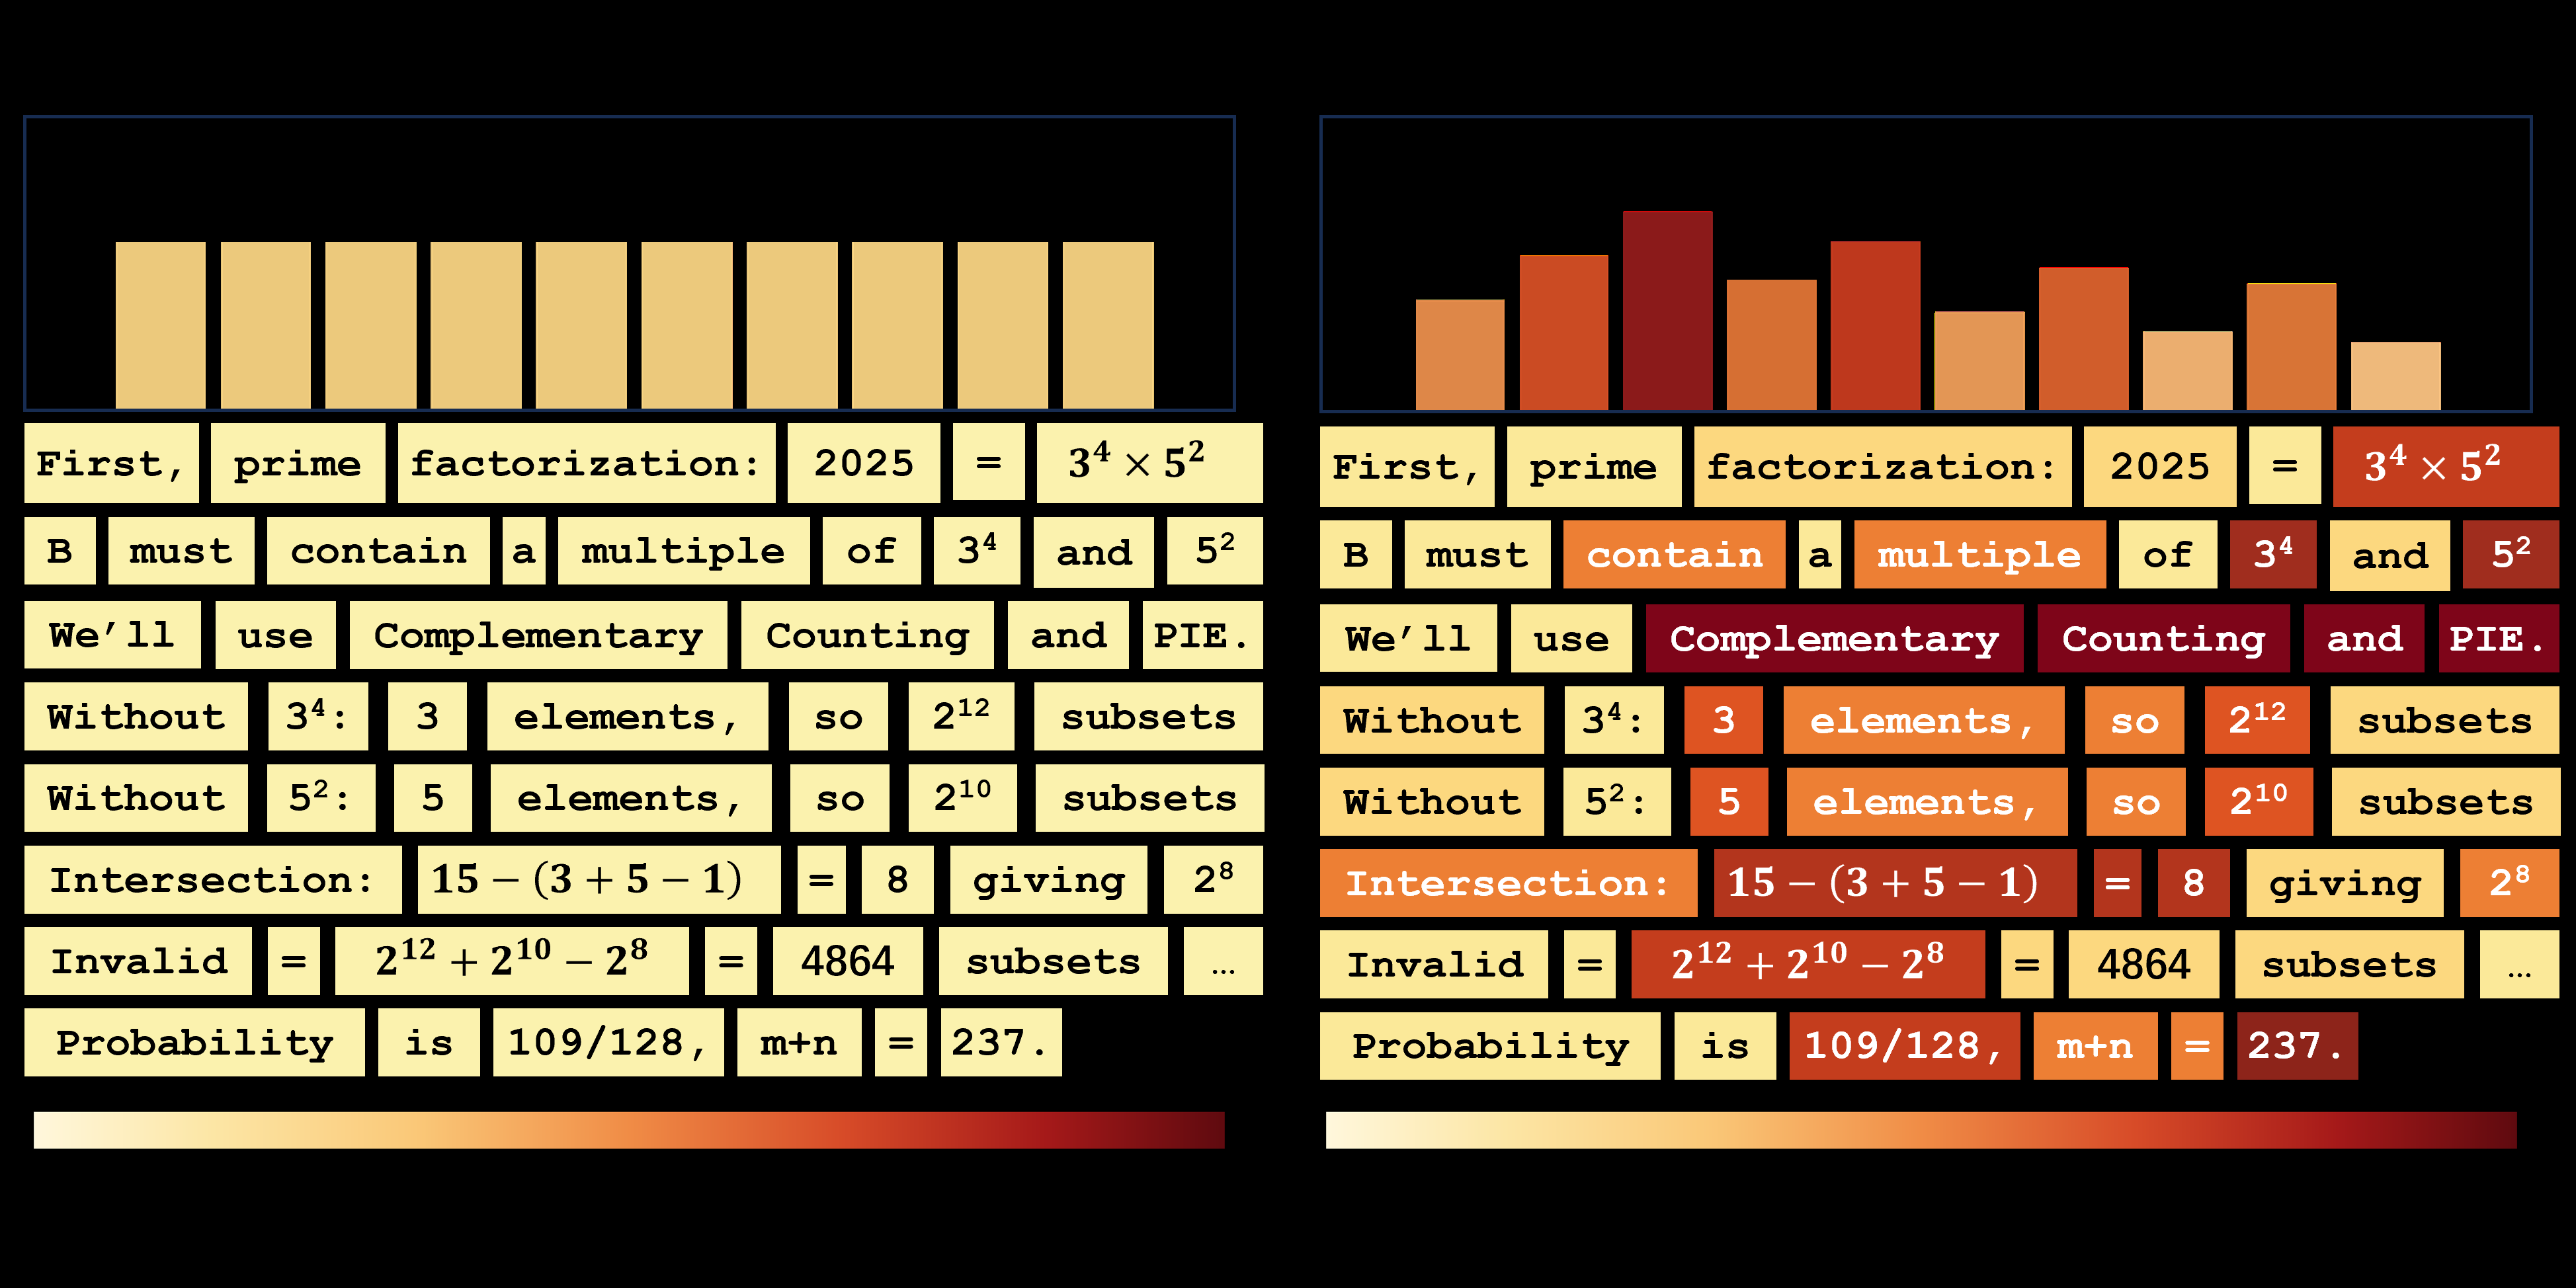 First, prime factorization: 2025 = 3⁴ × 5²
B must contain a multiple of 3⁴ and 5²
We’ll use Complementary Counting and PIE.
Without 3⁴: 3 elements, so 2¹² subsets
Without 5²: 5 elements, so 2¹⁰ subsets
Intersection: 15 − (3 + 5 − 1) = 8 giving 2⁸
Invalid = 2¹² + 2¹⁰ − 2⁸ = 4864 subsets …
Probability is 109/128, m+n = 237.
First, prime factorization: 2025 = 3⁴ × 5²
B must contain a multiple of 3⁴ and 5²
We’ll use Complementary Counting and PIE.
Without 3⁴: 3 elements, so 2¹² subsets
Without 5²: 5 elements, so 2¹⁰ subsets
Intersection: 15 − (3 + 5 − 1) = 8 giving 2⁸
Invalid = 2¹² + 2¹⁰ − 2⁸ = 4864 subsets …
Probability is 109/128, m+n = 237.